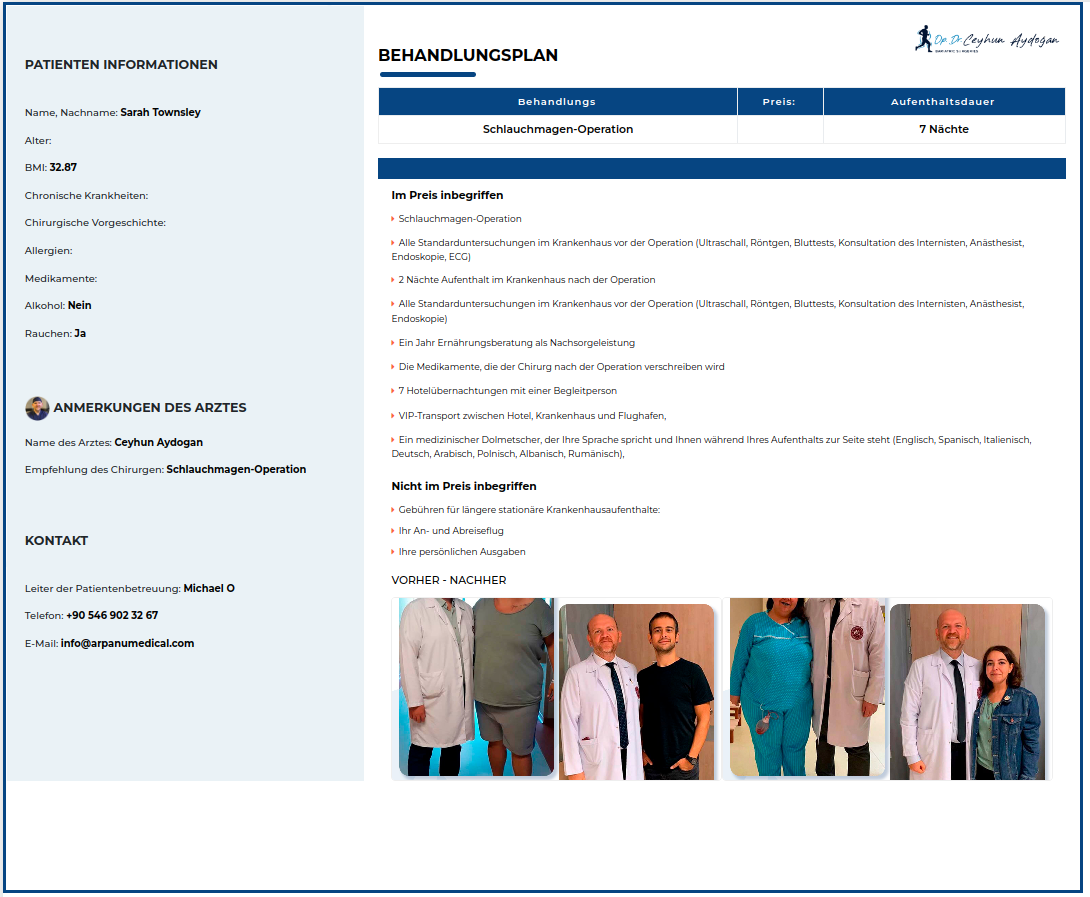 PATIENTEN INFORMATIONEN
Name, Nachname: Sarah Townsley
Alter:
BMI: 32.87
Chronische Krankheiten:
Chirurgische Vorgeschichte:
Allergien:
Medikamente:
Alkohol: Nein
Rauchen: Ja
ANMERKUNGEN DES ARZTES
Name des Arztes: Ceyhun Aydogan
Empfehlung des Chirurgen: Schlauchmagen-Operation
KONTAKT
Leiter der Patientenbetreuung: Michael O
Telefon: +90 546 902 32 67
E-Mail: info@arpanumedical.com
Op. Dr Ceyhun Aydoğan
BARIATRIC SURGERIES
BEHANDLUNGSPLAN
Behandlungs Preis: Aufenthaltsdauer
Schlauchmagen-Operation 7 Nächte
Im Preis inbegriffen
Schlauchmagen-Operation
Alle Standarduntersuchungen im Krankenhaus vor der Operation (Ultraschall, Röntgen, Bluttests, Konsultation des Internisten, Anästhesist,
Endoskopie, ECG)
2 Nächte Aufenthalt im Krankenhaus nach der Operation
Alle Standarduntersuchungen im Krankenhaus vor der Operation (Ultraschall, Röntgen, Bluttests, Konsultation des Internisten, Anästhesist,
Endoskopie)
Ein Jahr Ernährungsberatung als Nachsorgeleistung
Die Medikamente, die der Chirurg nach der Operation verschreiben wird
7 Hotelübernachtungen mit einer Begleitperson
VIP-Transport zwischen Hotel, Krankenhaus und Flughafen,
Ein medizinischer Dolmetscher, der Ihre Sprache spricht und Ihnen während Ihres Aufenthalts zur Seite steht (Englisch, Spanisch, Italienisch,
Deutsch, Arabisch, Polnisch, Albanisch, Rumänisch),
Nicht im Preis inbegriffen
Gebühren für längere stationäre Krankenhausaufenthalte:
Ihr An- und Abreiseflug
Ihre persönlichen Ausgaben
VORHER - NACHHER